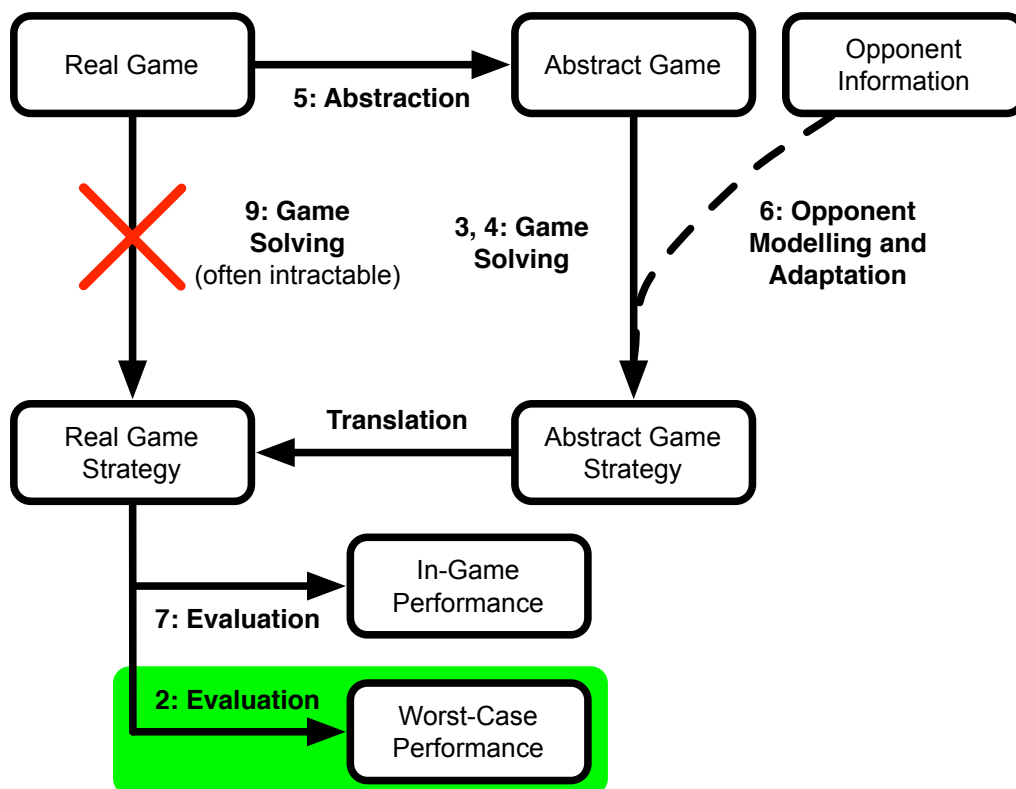 Real Game
5: Abstraction
Abstract Game
Opponent
Information
9: Game
Solving
(often intractable)
3, 4: Game
Solving
6: Opponent
Modelling and
Adaptation
Real Game
Strategy
Translation
Abstract Game
Strategy
In-Game
Performance
7: Evaluation
2: Evaluation
Worst-Case
Performance